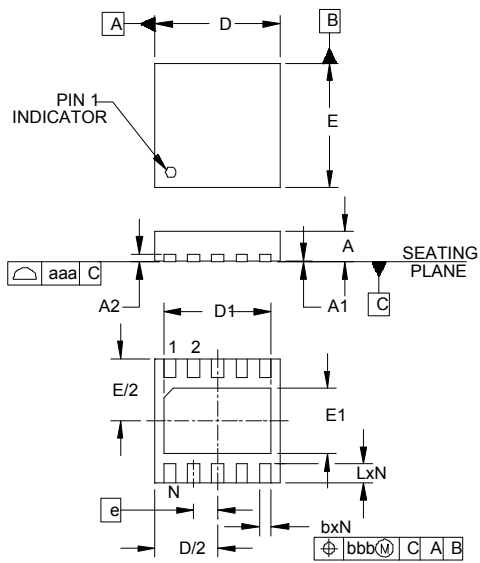 A
D
B
PIN 1
INDICATOR
E
A
SEATING
PLANE
aaa C
A2
D1
A1
C
1 2
E/2
E1
LxN
N
e
bxN
D/2
bbb Ⓜ C A B